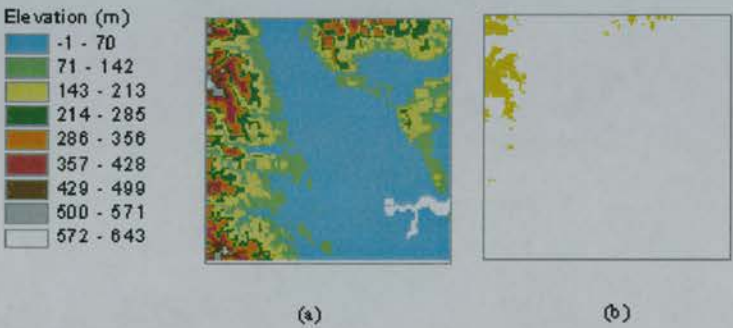 Elevation (m)
-1 - 70
71 - 142
143 - 213
214 - 285
286 - 356
357 - 428
429 - 499
500 - 571
572 - 643
(a)
(b)